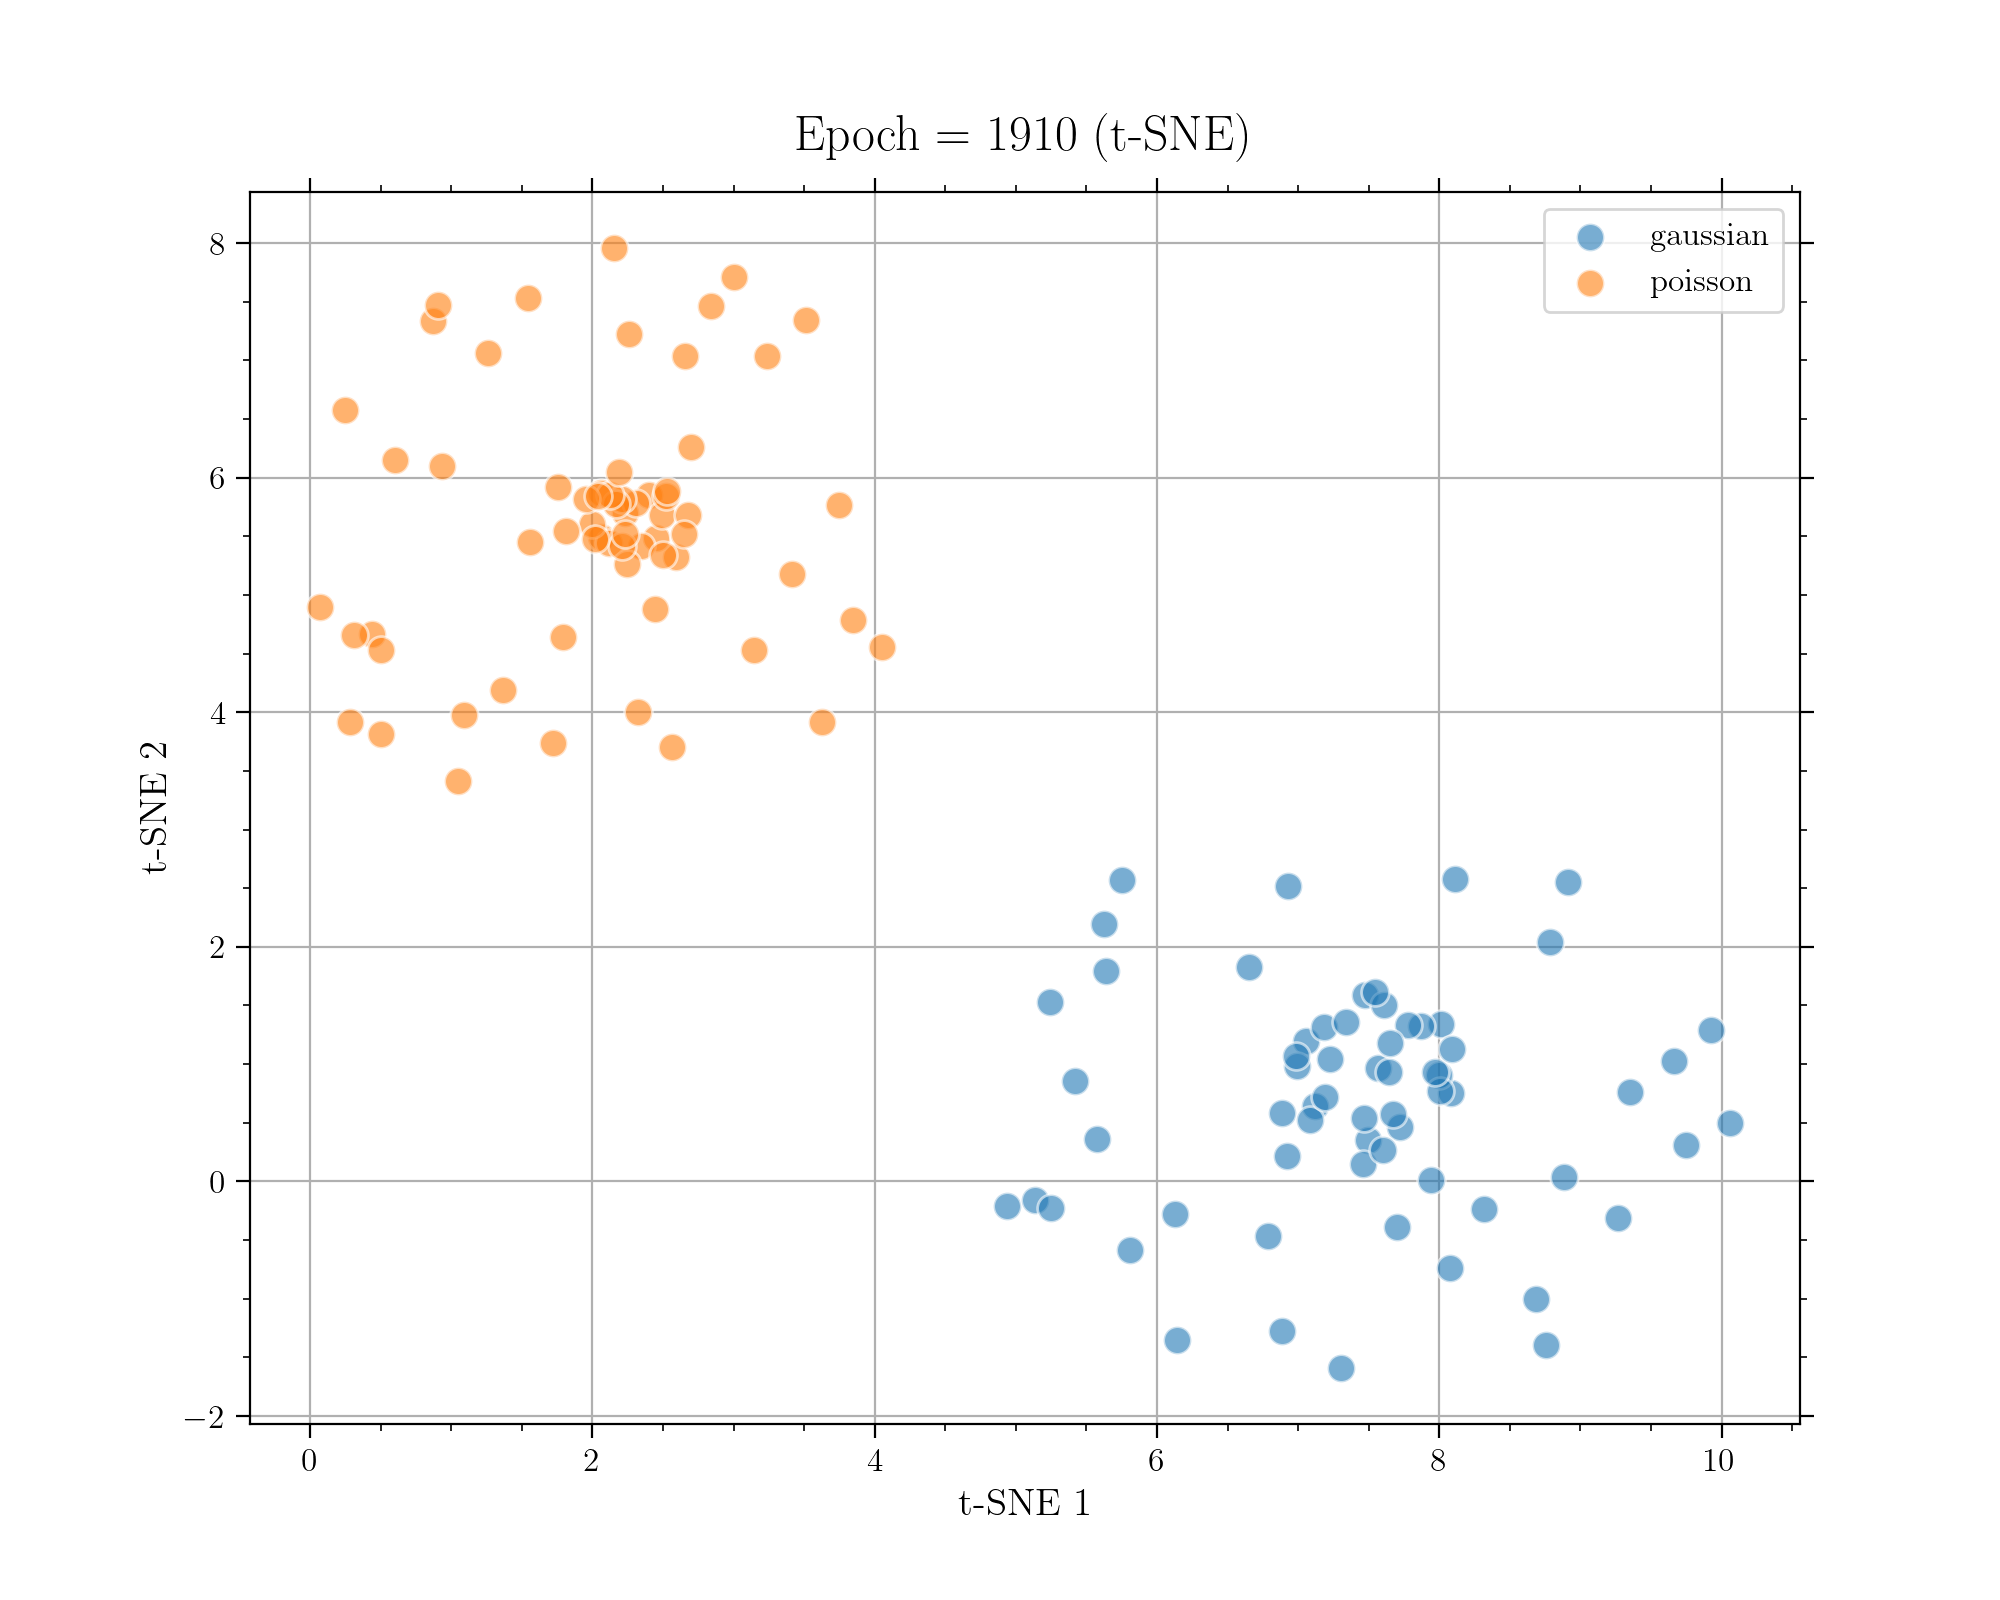 Epoch = 1910 (t-SNE)
gaussian
poisson
8
6
4
2
0
−2
t-SNE 2
0 2 4 6 8 10
t-SNE 1